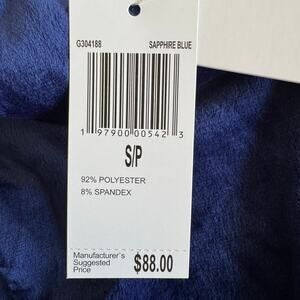 G304188 SAPPHIRE BLUE
1 97900 00542 3
S/P
92% POLYESTER
8% SPANDEX
Manufacturer's
Suggested
Price $88.00